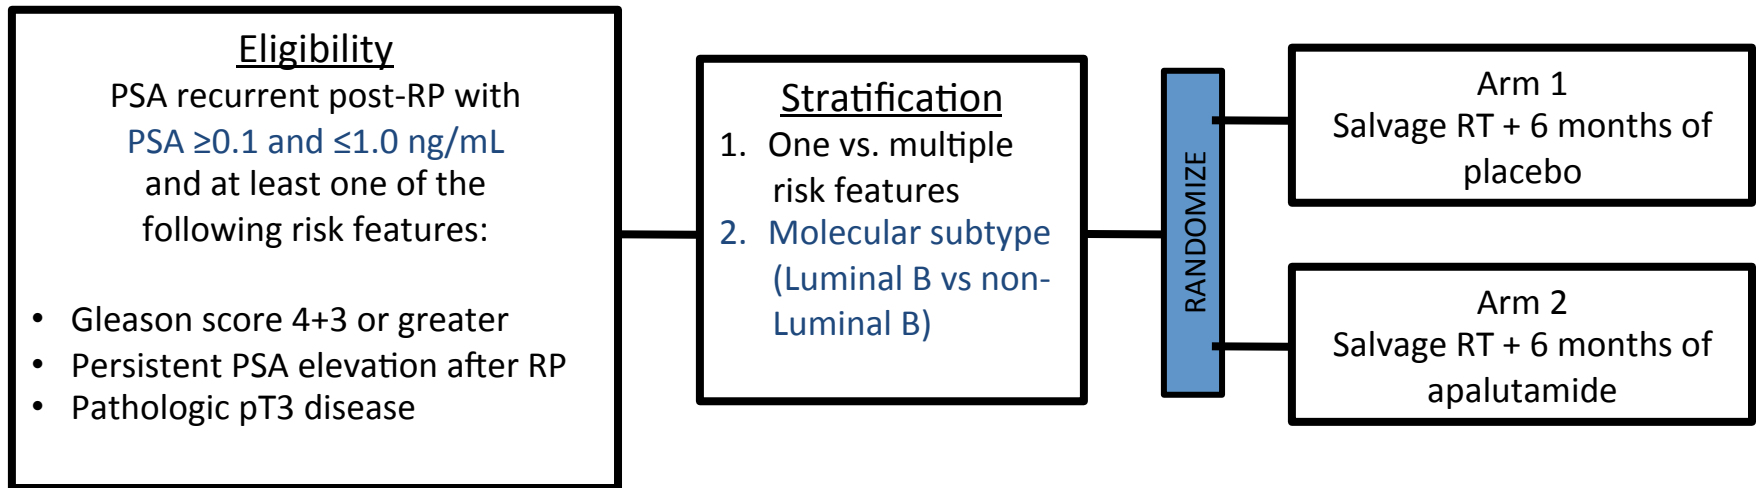 Eligibility
PSA recurrent post-RP with
PSA ≥0.1 and ≤1.0 ng/mL
and at least one of the
following risk features:
• Gleason score 4+3 or greater
• Persistent PSA elevation after RP
• Pathologic pT3 disease
Stratification
1. One vs. multiple
risk features
2. Molecular subtype
(Luminal B vs non-
Luminal B)
RANDOMIZE
Arm 1
Salvage RT + 6 months of
placebo
Arm 2
Salvage RT + 6 months of
apalutamide